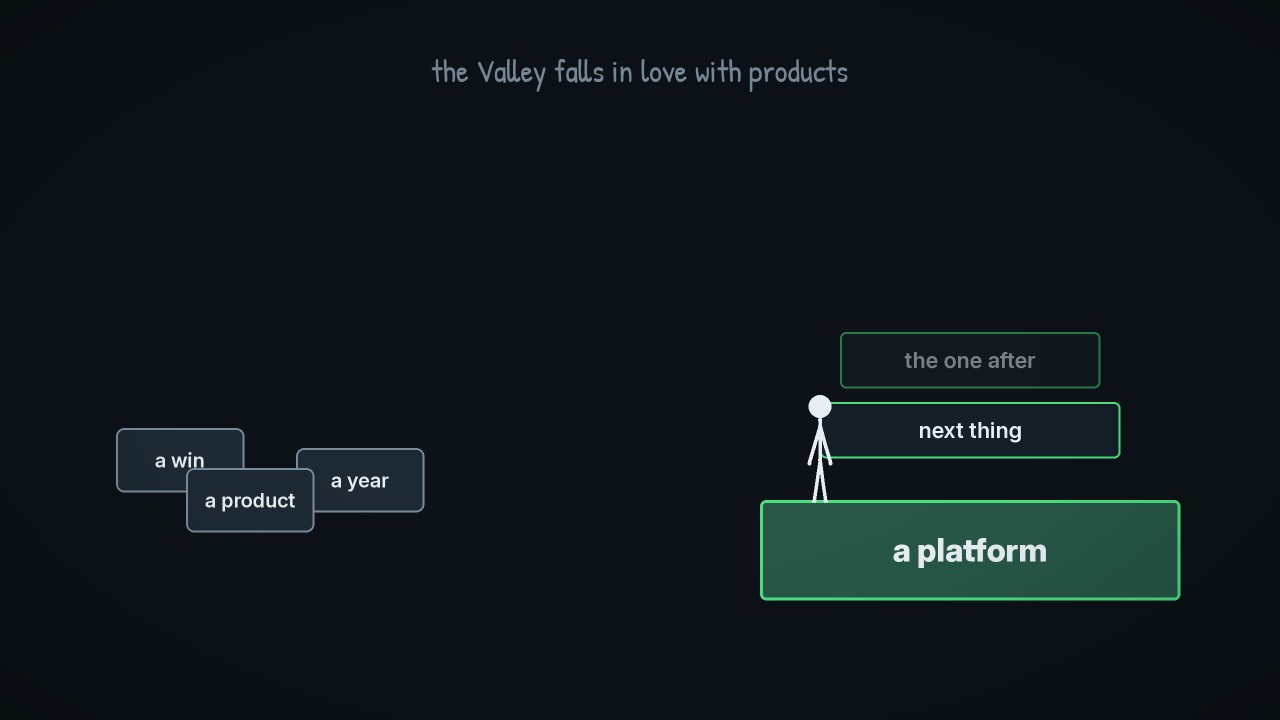 the Valley falls in love with products
a win
a product
a year
the one after
next thing
a platform